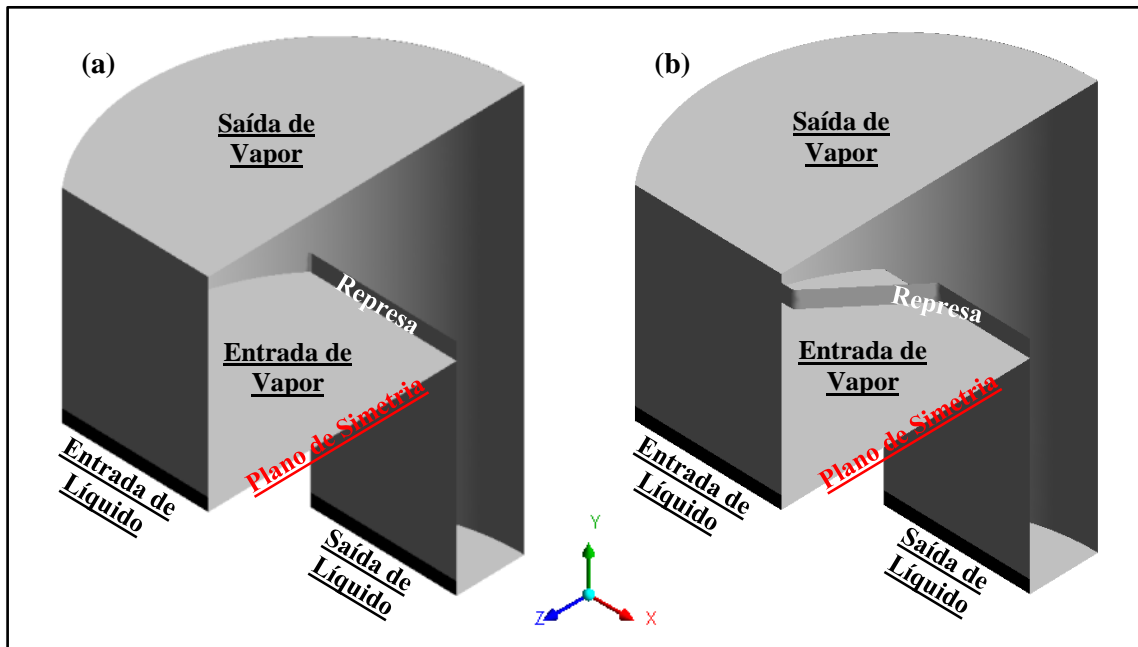 (a)
Saída de
Vapor
Represa
Entrada de
Vapor
Plano de Simetria
Entrada de
Líquido
Saída de
Líquido
(b)
Saída de
Vapor
Represa
Entrada de
Vapor
Plano de Simetria
Entrada de
Líquido
Saída de
Líquido
Y
Z
X